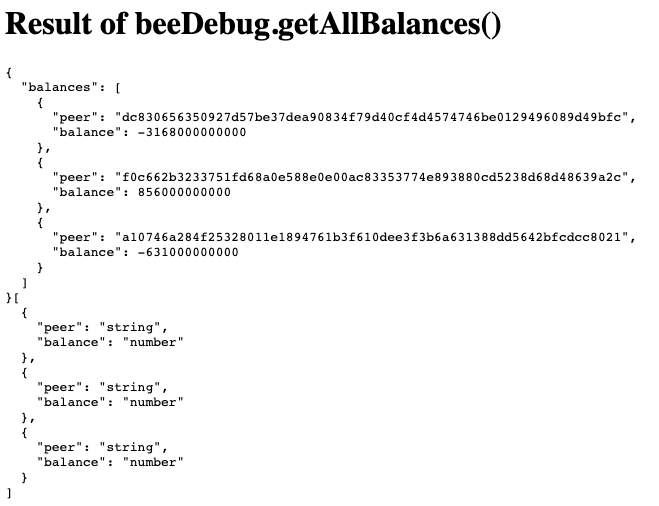 Result of beeDebug.getAllBalances()
{
  "balances": [
    {
      "peer": "dc830656350927d57be37dea90834f79d40cf4d4574746be0129496089d49bfc",
      "balance": -3168000000000
    },
    {
      "peer": "f0c662b3233751fd68a0e588e0e00ac83353774e893880cd5238d68d48639a2c",
      "balance": 856000000000
    },
    {
      "peer": "a10746a284f25328011e1894761b3f610dee3f3b6a631388dd5642bfcdcc8021",
      "balance": -631000000000
    }
  ]
}[
  {
    "peer": "string",
    "balance": "number"
  },
  {
    "peer": "string",
    "balance": "number"
  },
  {
    "peer": "string",
    "balance": "number"
  }
]